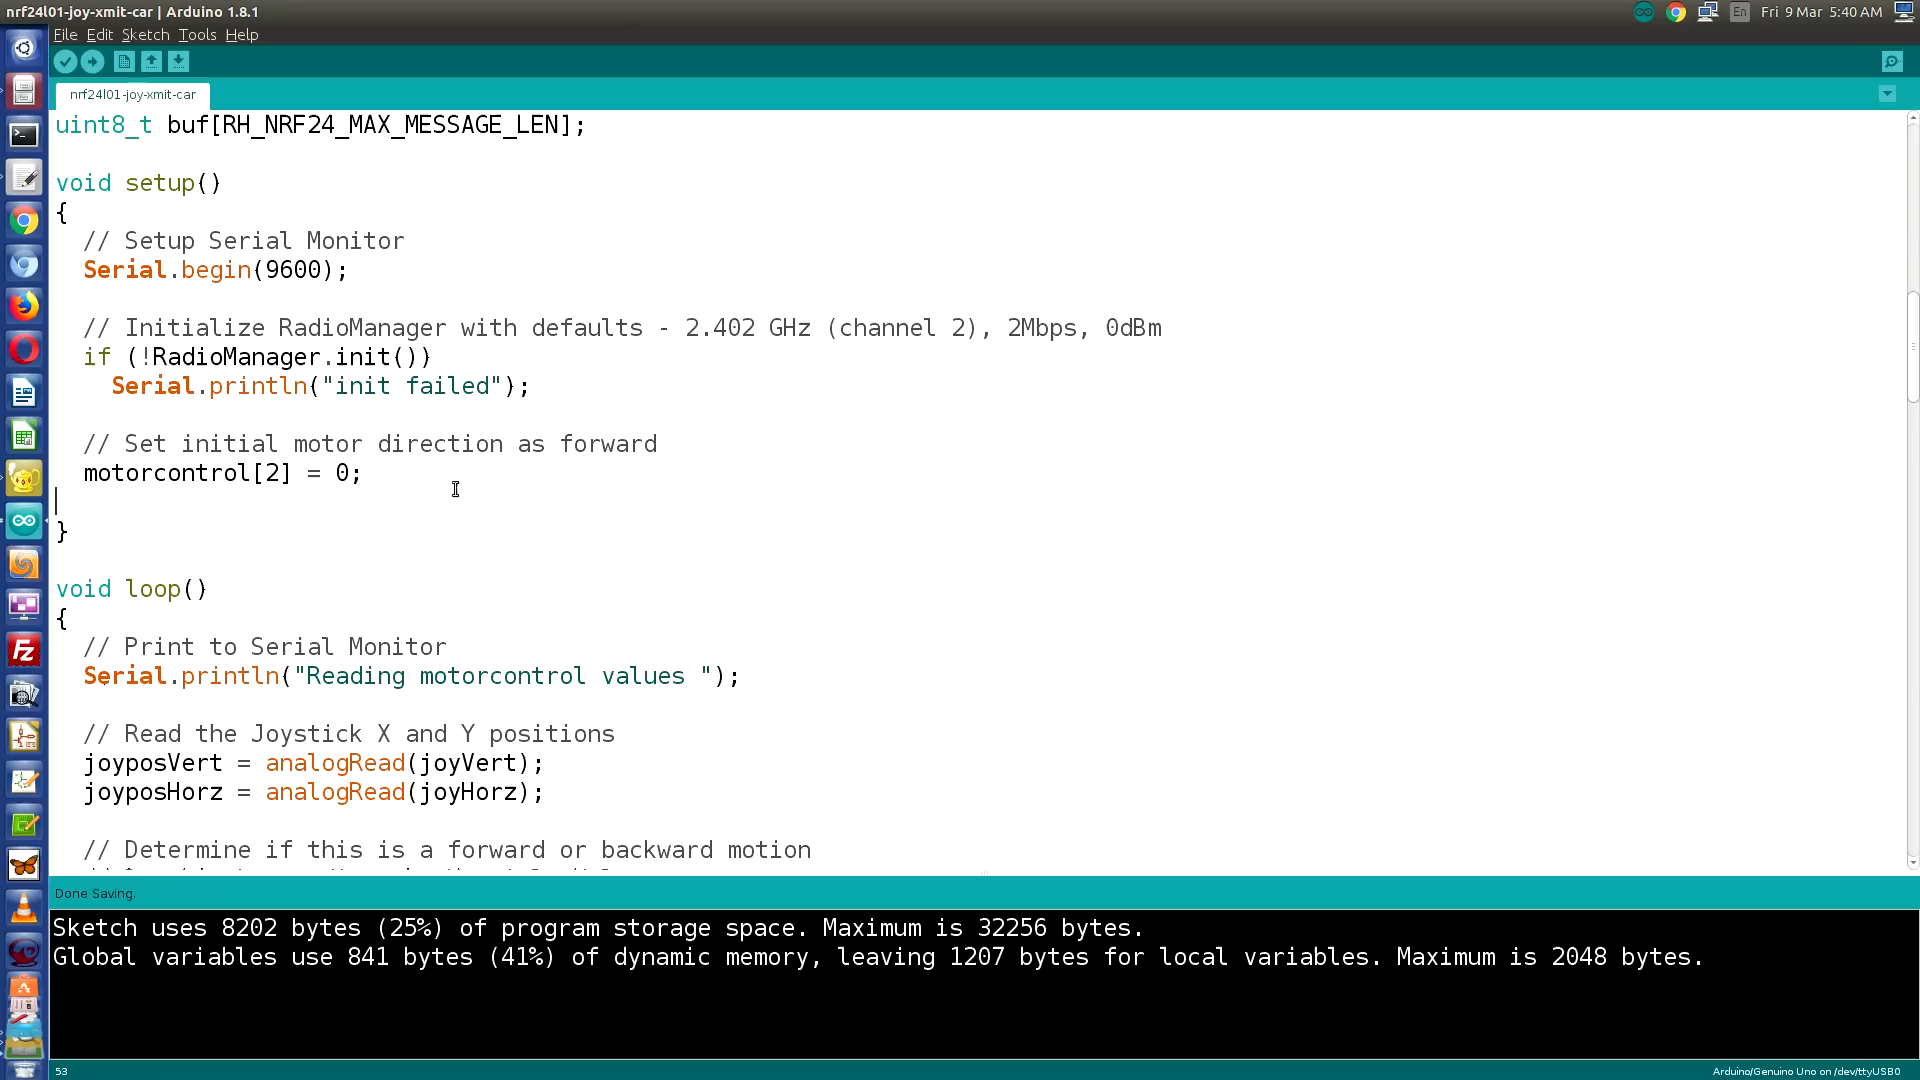 nrf24l01-joy-xmit-car | Arduino 1.8.1
En
Fri 9 Mar 5:40 AM
File Edit Sketch Tools Help
nrf24l01-joy-xmit-car
uint8_t buf[RH_NRF24_MAX_MESSAGE_LEN];
void setup()
{
// Setup Serial Monitor
Serial.begin(9600);
// Initialize RadioManager with defaults - 2.402 GHz (channel 2), 2Mbps, 0dBm
if (!RadioManager.init())
Serial.println("init failed");
// Set initial motor direction as forward
motorcontrol[2] = 0;
}
void loop()
{
// Print to Serial Monitor
Serial.println("Reading motorcontrol values ");
// Read the Joystick X and Y positions
joyposVert = analogRead(joyVert);
joyposHorz = analogRead(joyHorz);
// Determine if this is a forward or backward motion
Done Saving.
Sketch uses 8202 bytes (25%) of program storage space. Maximum is 32256 bytes.
Global variables use 841 bytes (41%) of dynamic memory, leaving 1207 bytes for local variables. Maximum is 2048 bytes.
Fz
53
Arduino/Genuino Uno on /dev/ttyUSB0